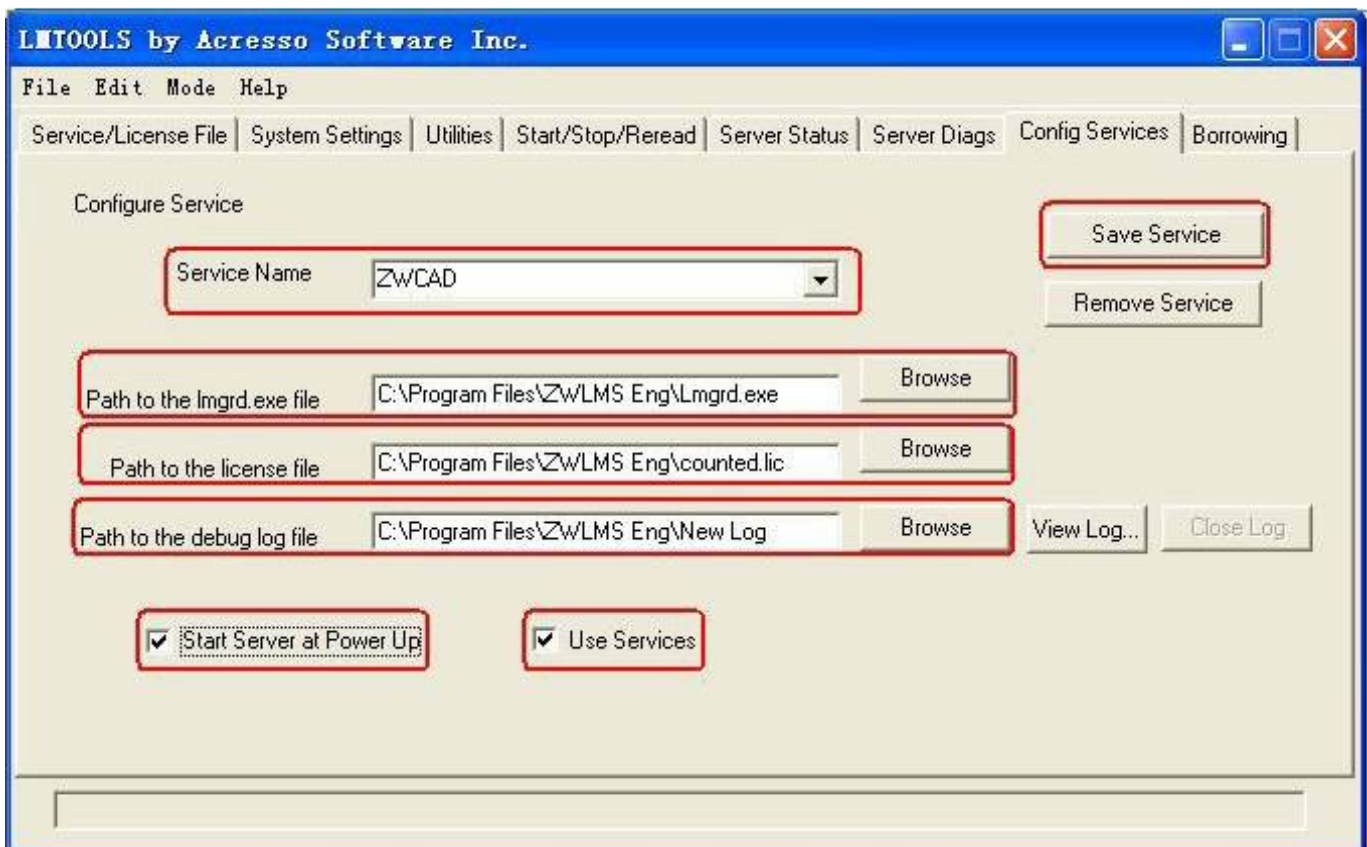 LMTOOLS by Acresso Software Inc.
File Edit Mode Help
Service/License File System Settings Utilities Start/Stop/Reread Server Status Server Diags Config Services Borrowing
Configure Service
Save Service
Service Name ZWCAD
Remove Service
Path to the lmgrd.exe file C:\Program Files\ZWLMS Eng\Lmgrd.exe Browse
Path to the license file C:\Program Files\ZWLMS Eng\counted.lic Browse
Path to the debug log file C:\Program Files\ZWLMS Eng\New Log Browse View Log... Close Log
Start Server at Power Up Use Services